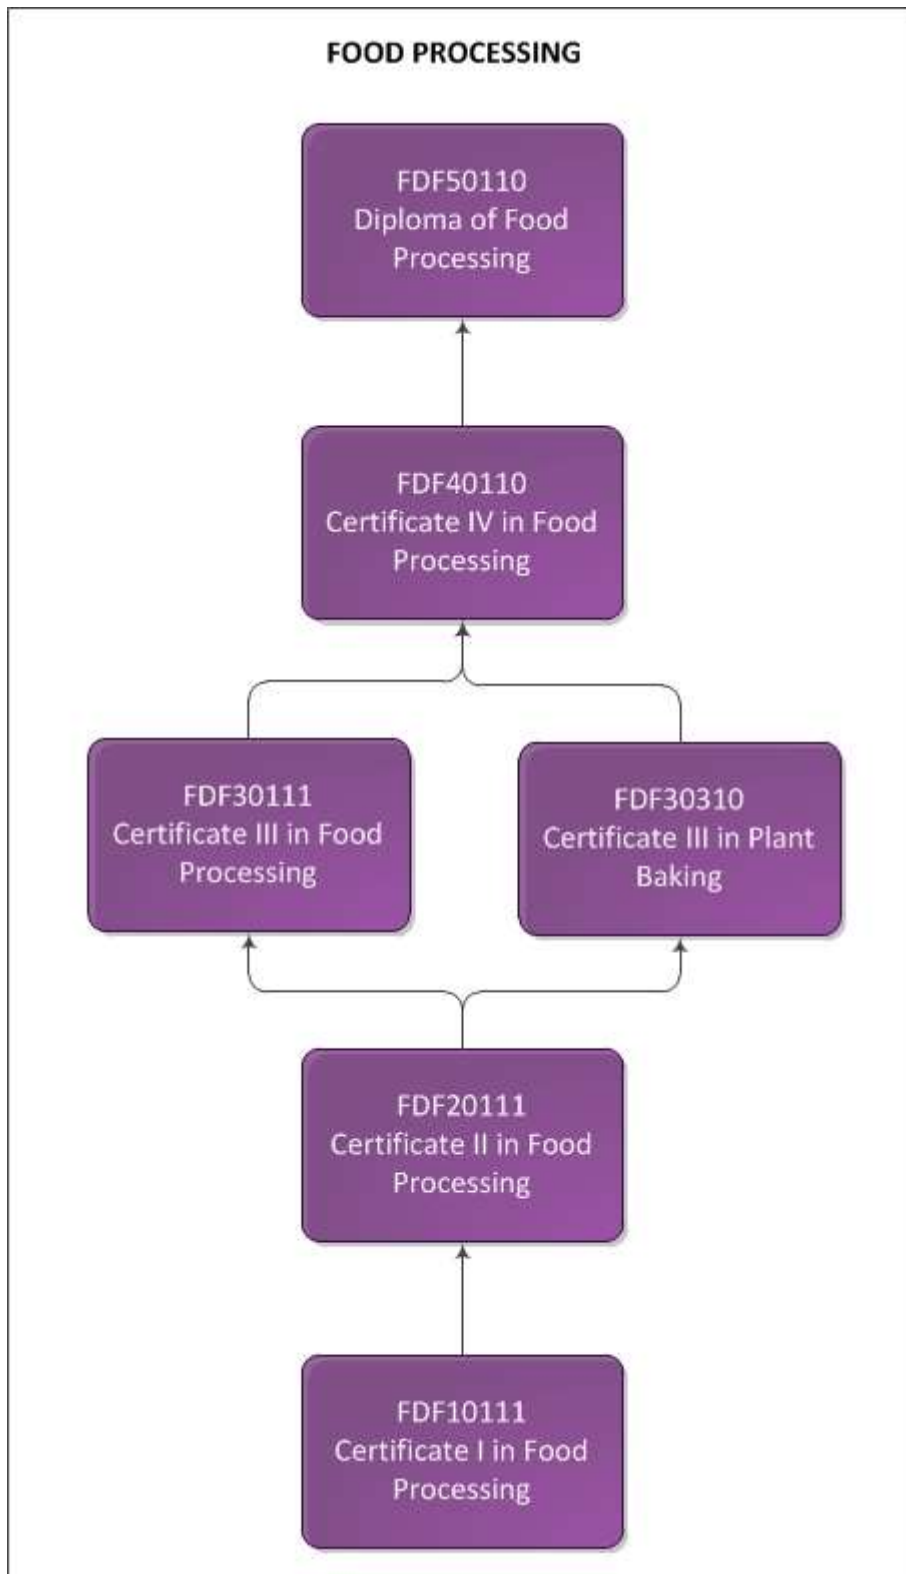 FOOD PROCESSING
FDF50110
Diploma of Food
Processing
FDF40110
Certificate IV in Food
Processing
FDF30111
Certificate III in Food
Processing
FDF30310
Certificate III in Plant
Baking
FDF20111
Certificate II in Food
Processing
FDF10111
Certificate I in Food
Processing